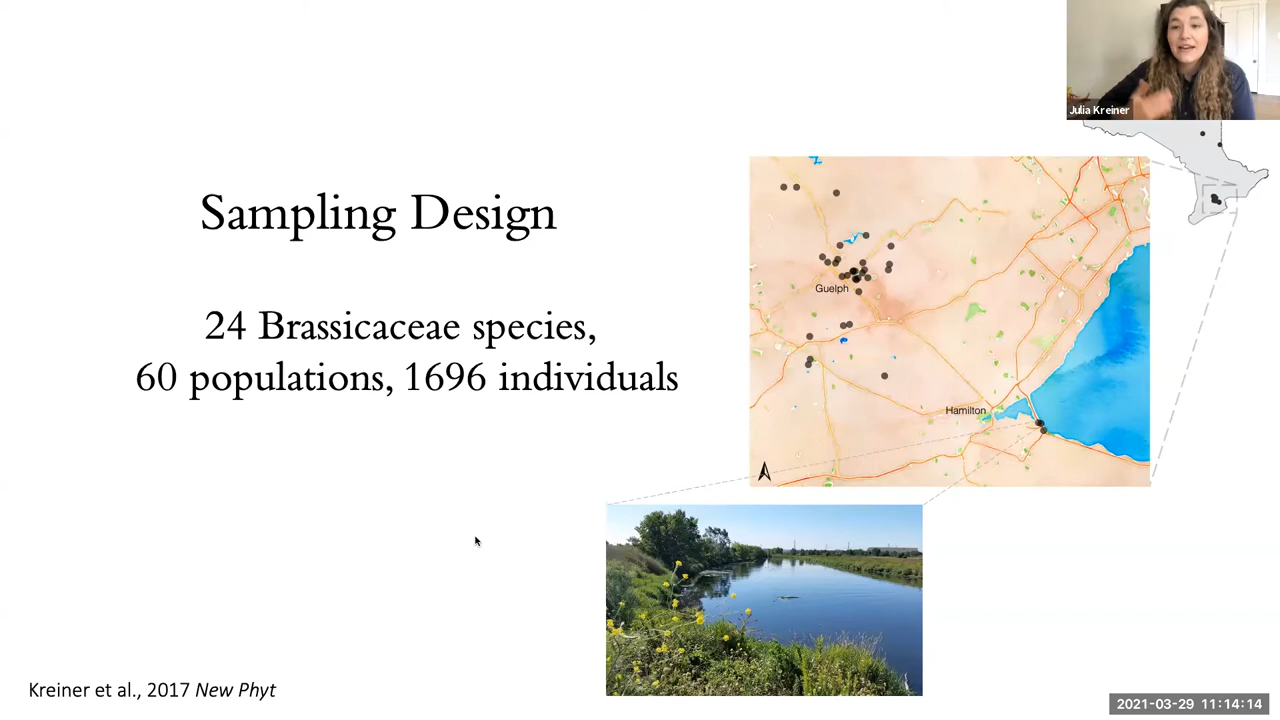 Julia Kreiner
Sampling Design
24 Brassicaceae species,
60 populations, 1696 individuals
Guelph
Hamilton
Kreiner et al., 2017 New Phyt
2021-03-29 11:14:14